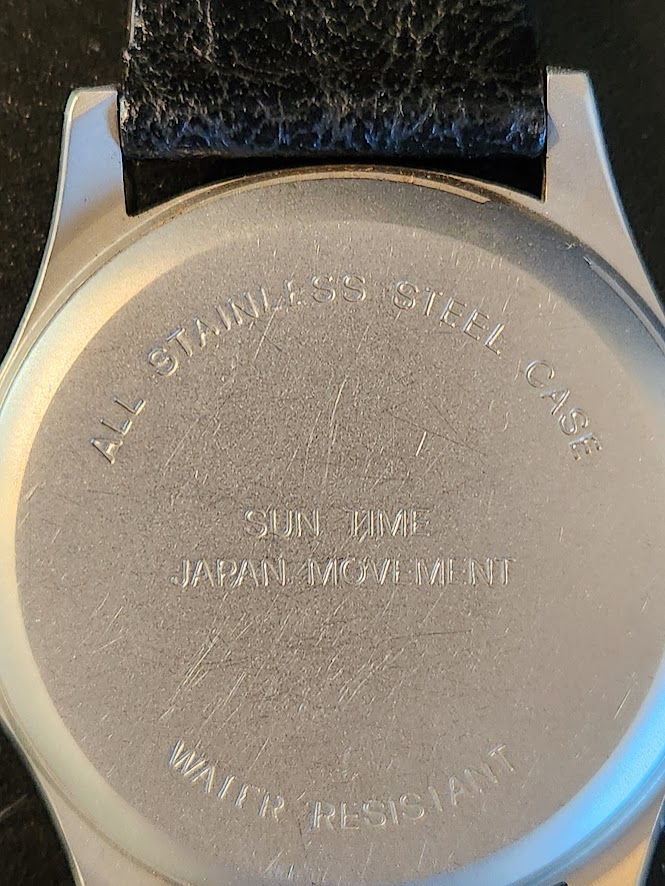 ALL STAINLESS STEEL CASE
SUN TIME
JAPAN MOVEMENT
WATER RESISTANT